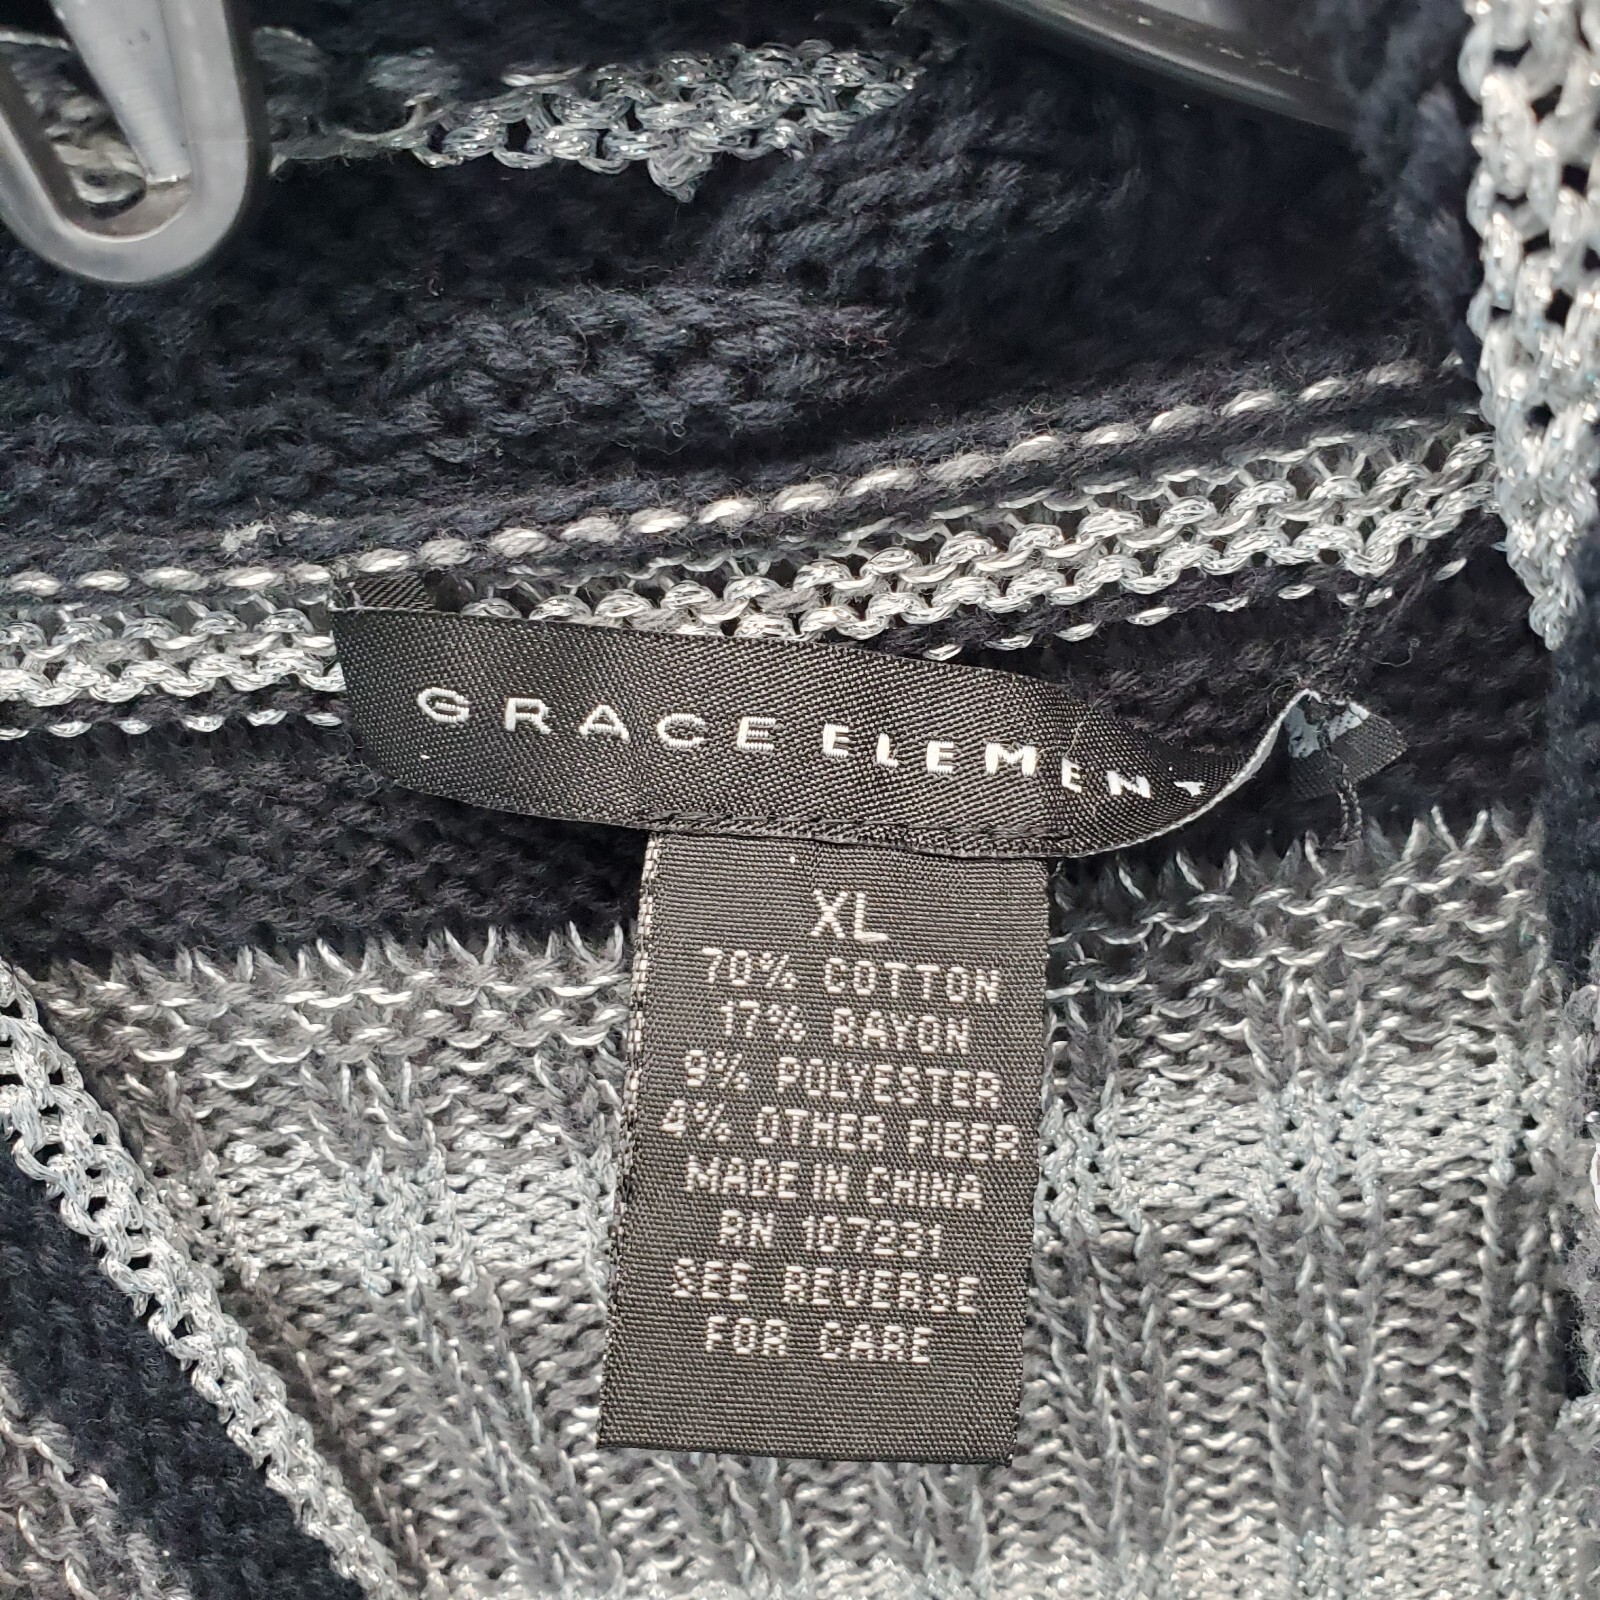 GRACE ELEMENT
XL
70% COTTON
17% RAYON
9% POLYESTER
4% OTHER FIBER
MADE IN CHINA
RN 107231
SEE REVERSE
FOR CARE